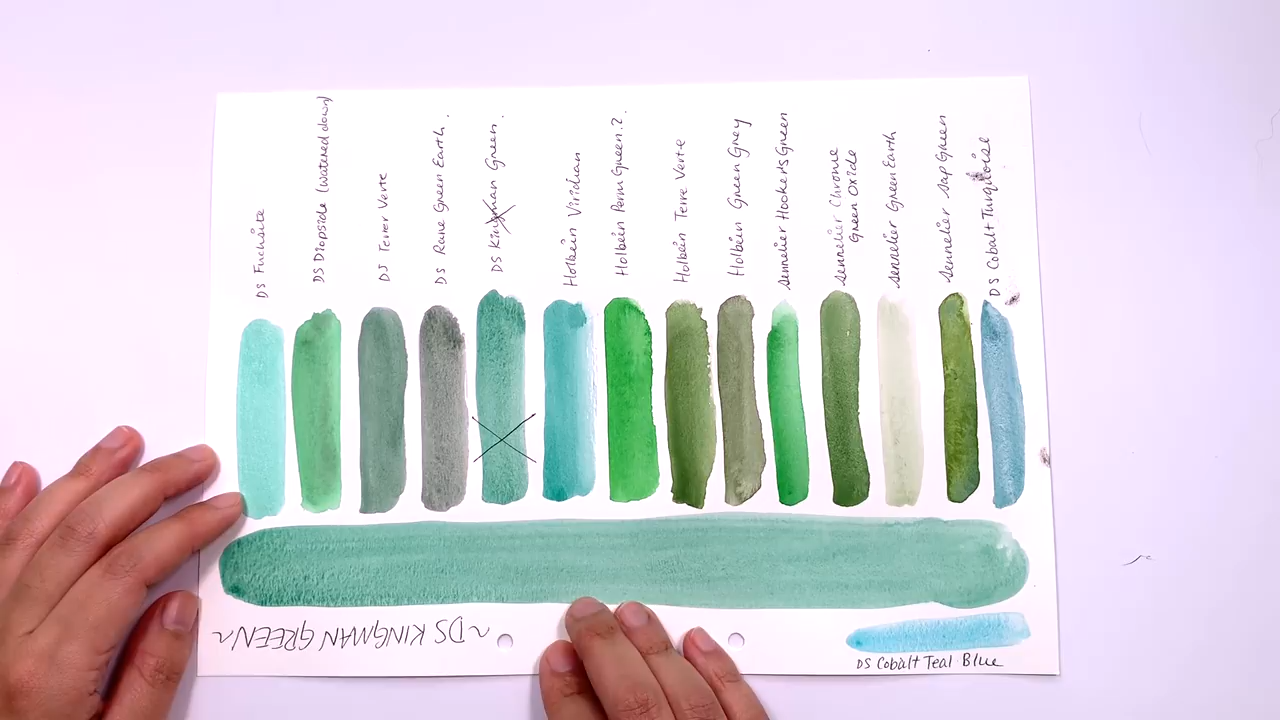 DS Fuchsite
DS Diopside (watered down)
DS Terre Verte
DS Rare Green Earth.
DS Kingman Green.
Holbein Viridian
Holbein Perm Green.2.
Holbein Terre Verte
Holbein Green Grey
Sennelier Hookers Green
Sennelier Chrome
Green Oxide
Sennelier Green Earth
Sennelier Sap Green
DS Cobalt Turquoise
~DS KINGMAN GREEN~
DS Cobalt Teal Blue